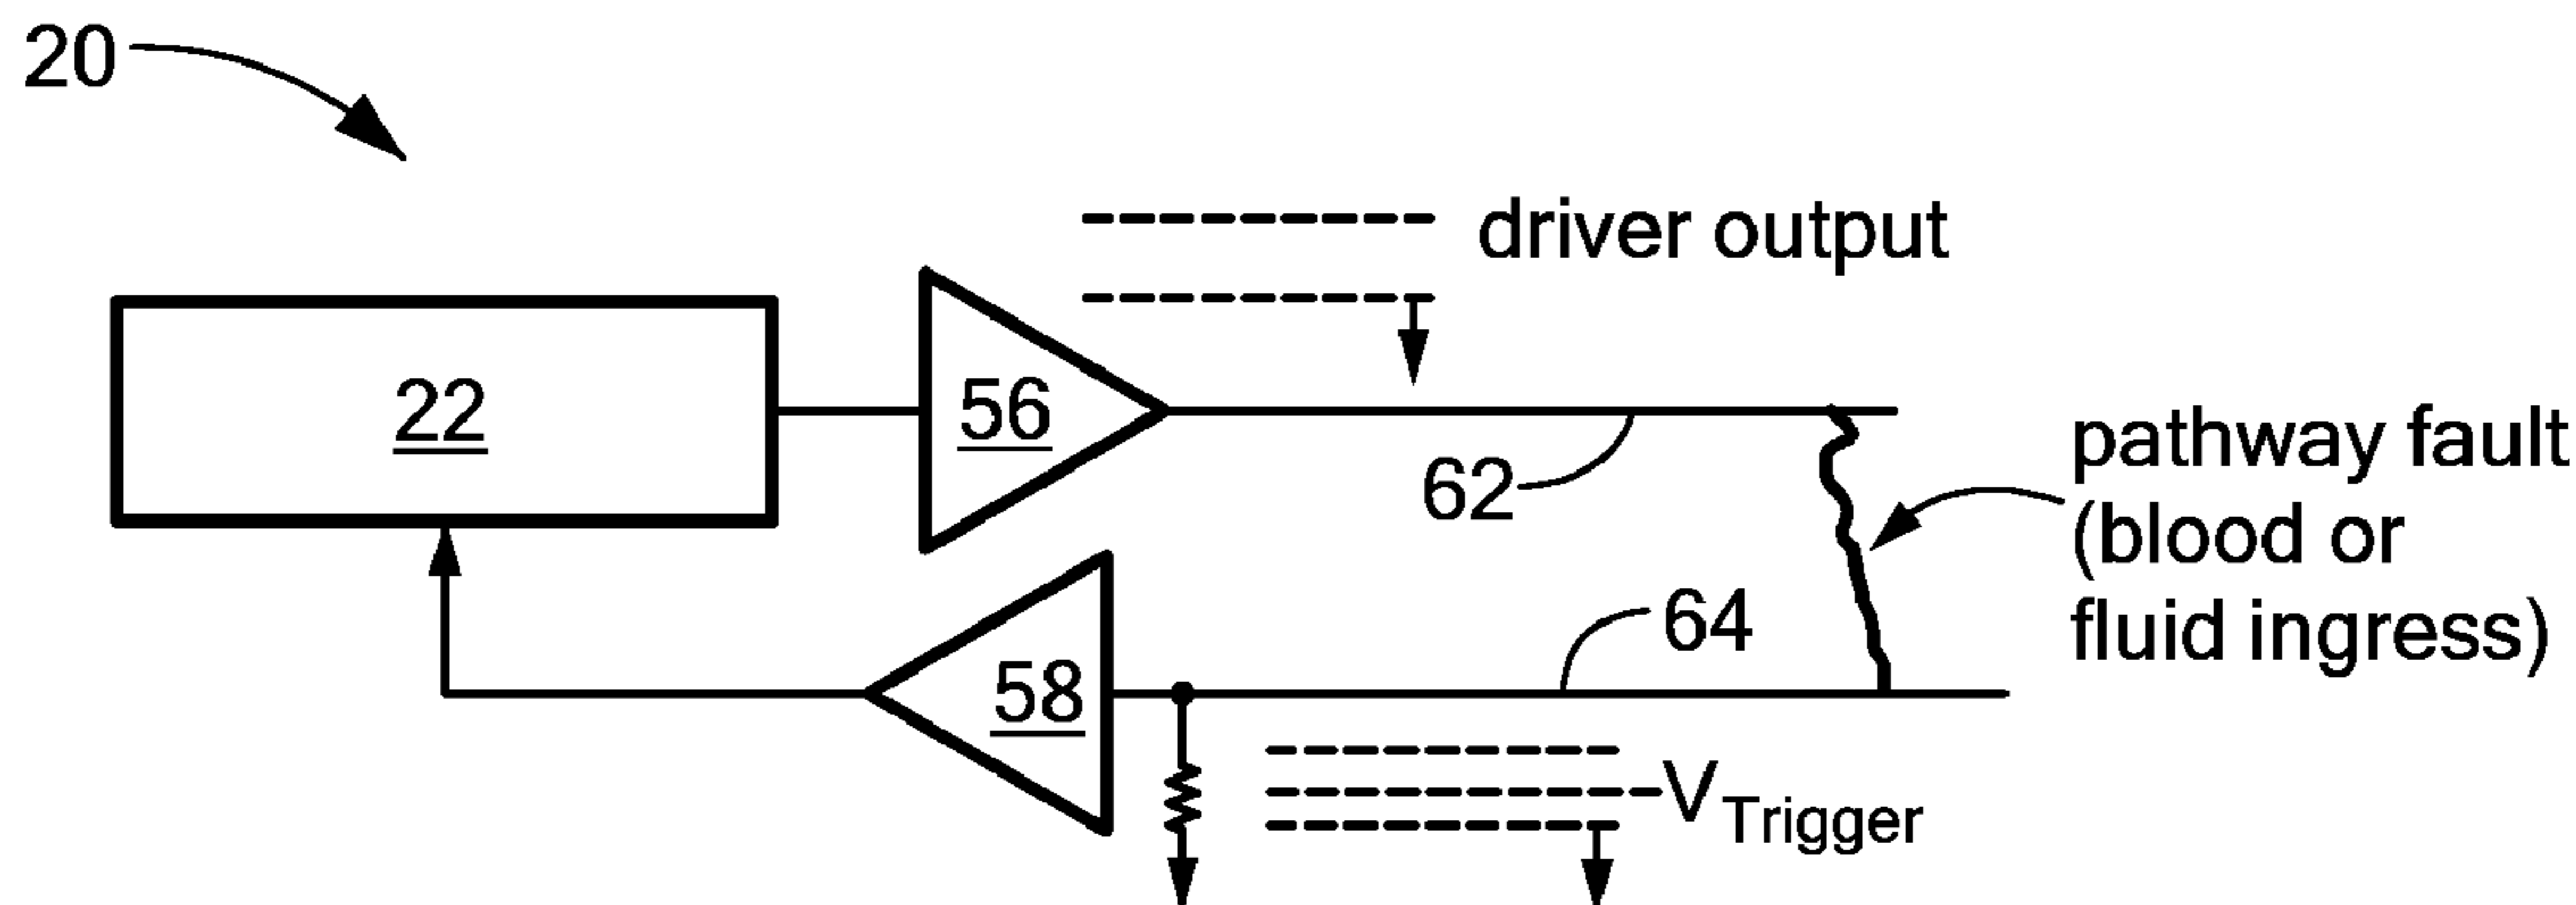 20
driver output
22
56
62
pathway fault
(blood or
fluid ingress)
64
58
VTrigger